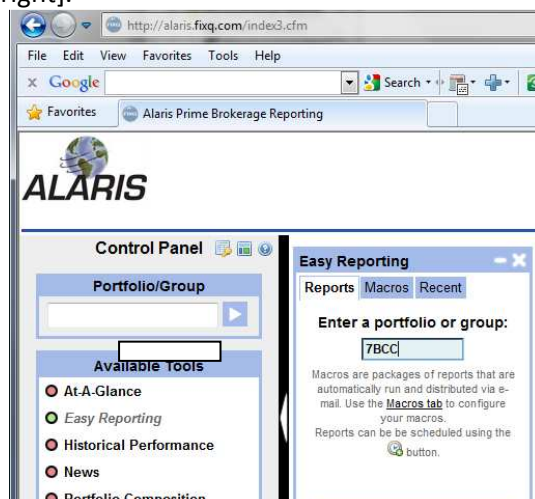 right].
http://alaris.fixq.com/index3.cfm
File Edit View Favorites Tools Help
x Google Search
Favorites Alaris Prime Brokerage Reporting
ALARIS
Control Panel
Portfolio/Group
Available Tools
At-A-Glance
Easy Reporting
Historical Performance
News
Portfolio Composition
Easy Reporting
Reports Macros Recent
Enter a portfolio or group:
7BCC
Macros are packages of reports that are
automatically run and distributed via e-
mail. Use the Macros tab to configure
your macros.
Reports can be be scheduled using the
button.